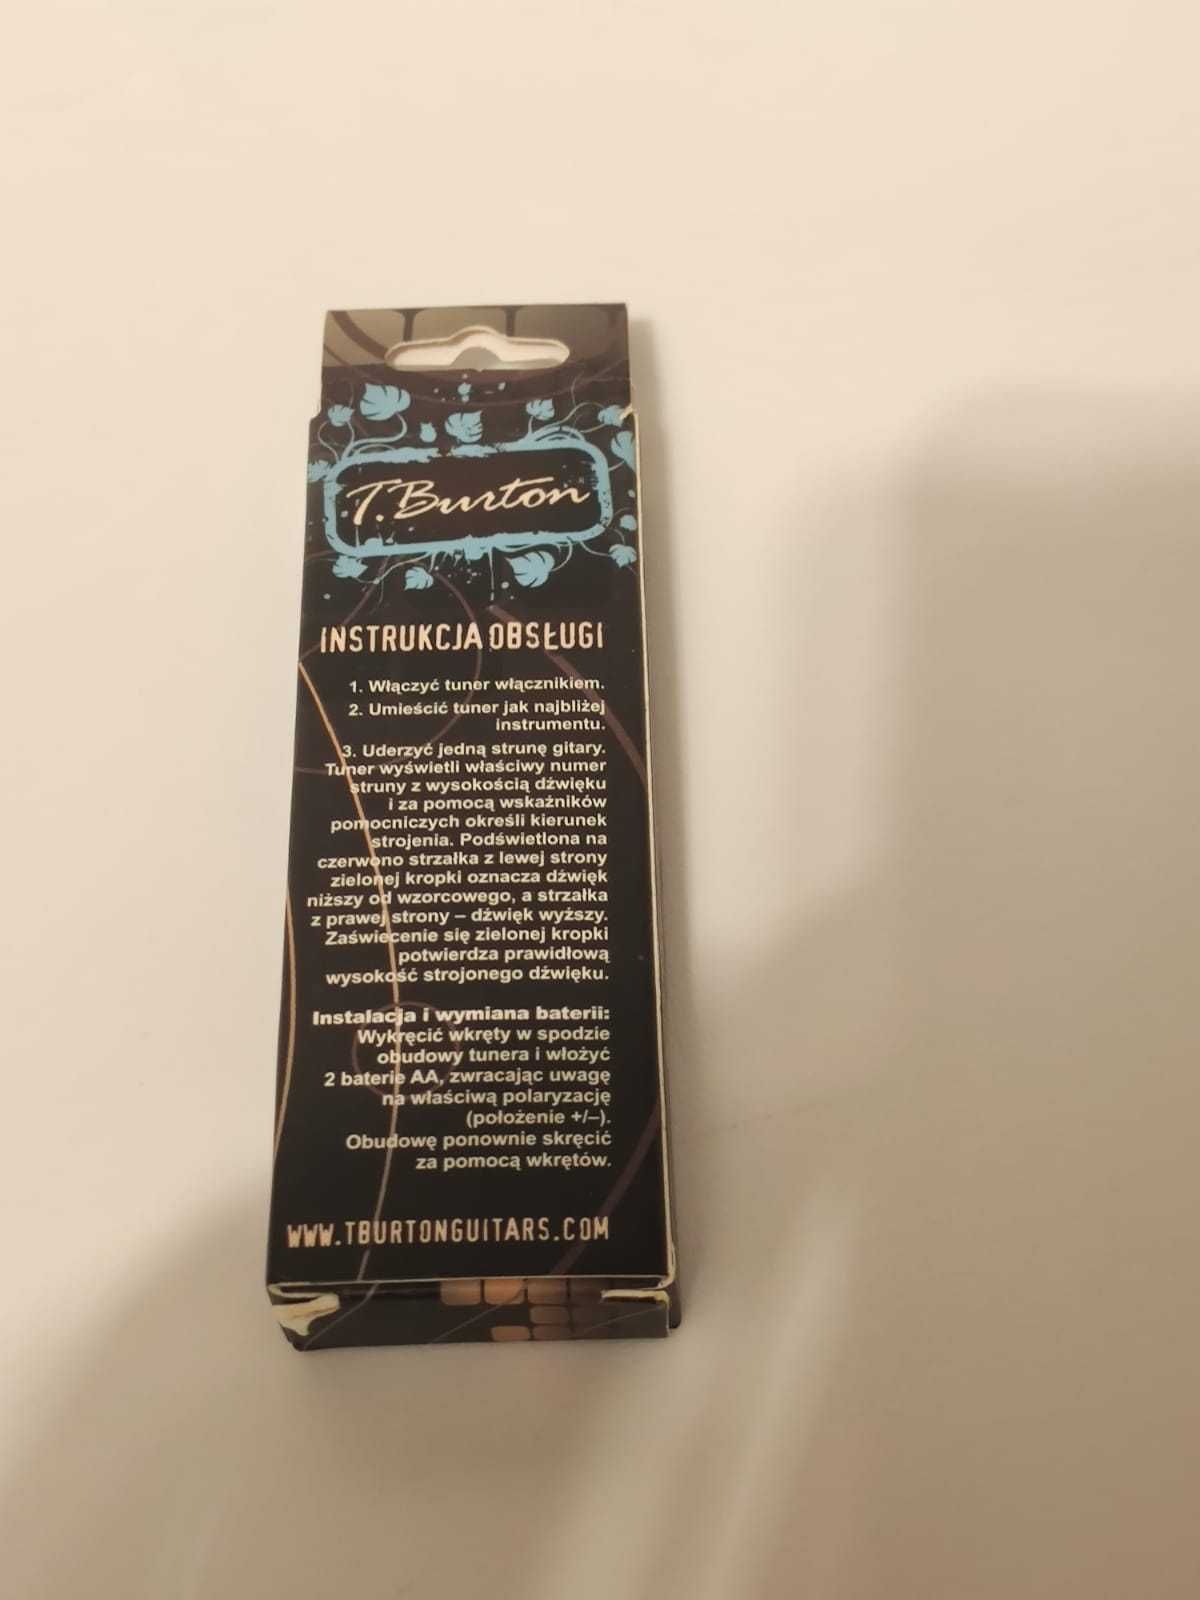 T.Burton
INSTRUKCJA OBSŁUGI
1. Włączyć tuner włącznikiem.
2. Umieścić tuner jak najbliżej
instrumentu.
3. Uderzyć jedną strunę gitary.
Tuner wyświetli właściwy numer
struny z wysokością dźwięku
i za pomocą wskaźników
pomocniczych określi kierunek
strojenia. Podświetlona na
czerwono strzałka z lewej strony
zielonej kropki oznacza dźwięk
niższy od wzorcowego, a strzałka
z prawej strony – dźwięk wyższy.
Zaświecenie się zielonej kropki
potwierdza prawidłową
wysokość strojonego dźwięku.
Instalacja i wymiana baterii:
Wykręcić wkręty w spodzie
obudowy tunera i włożyć
2 baterie AA, zwracając uwagę
na właściwą polaryzację
(położenie +/–).
Obudowę ponownie skręcić
za pomocą wkrętów.
WWW.TBURTONGUITARS.COM